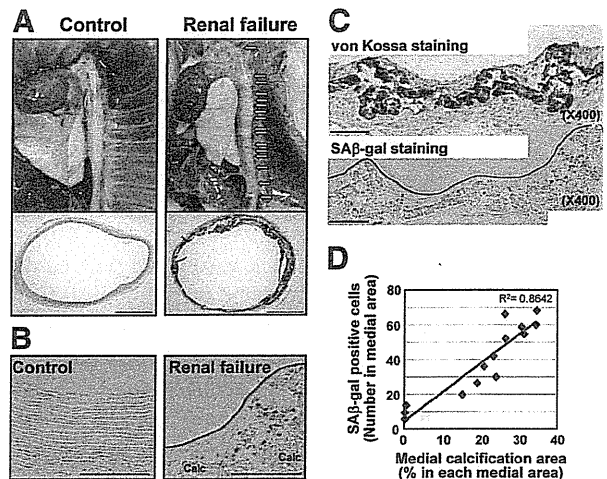 A
Control
Renal failure
B
Control
Renal failure
Calc
Calc
C
von Kossa staining
(X400)
SAβ-gal staining
(X400)
D
SAβ-gal positive cells
(Number in medial area)
80
60
40
20
0
R²= 0.8642
0 10 20 30 40
Medial calcification area
(% in each medial area)